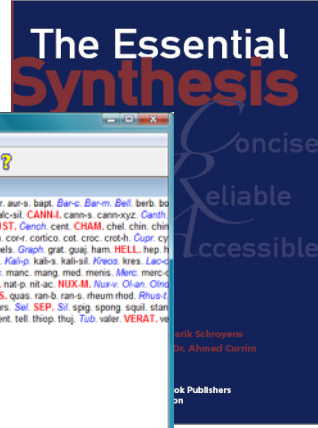 The Essential
Synthesis
Concise
Reliable
Accessible
?
r. aur-s. bapt. Bar-c. Bar-m. Bell. berb. bo
alc-sil. CANN-I. cann-s. cann-xyz. Canth.
ST. Cench. cent. CHAM. chel. chin. chin
. cor-r. cortico. cot. croc. crot-h. Cupr. cy
els. Graph. grat. guaj. ham. HELL. hep. h
. Kali-p. kali-s. kali-sil. Kreos. kres. Lac-c
. manc. mang. med. menis. Merc. merc-c
. nat-p. nit-ac. NUX-M. Nux-v. Ol-an. Olnd
S. quas. ran-b. ran-s. rheum rhod. Rhus-t.
rs. Sel. SEP. Sil. spig. spong. squil. stan
ent. tell. thiop. thuj. Tub. valer. VERAT. ve
erik Schroyens
Dr. Ahmed Currim
ok Publishers
on